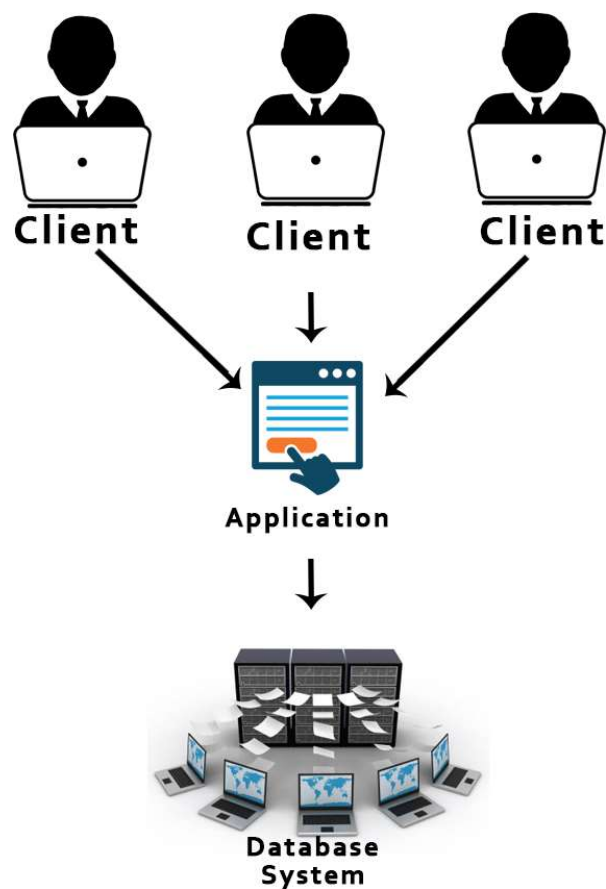 Client
Client
Client
Application
Database
System